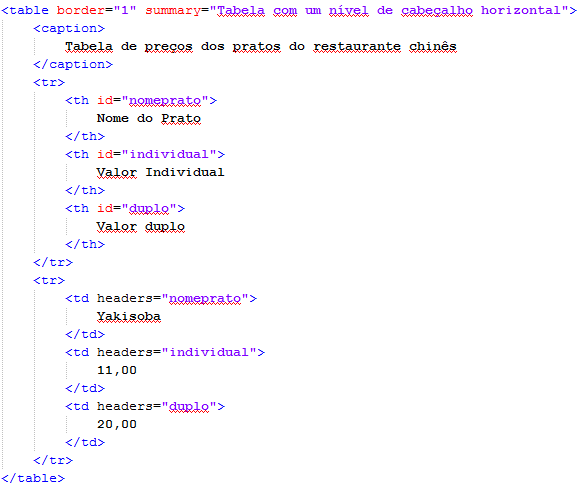 <table border="1" summary="Tabela com um nível de cabeçalho horizontal">
<caption>
Tabela de preços dos pratos do restaurante chinês
</caption>
<tr>
<th id="nomeprato">
Nome do Prato
</th>
<th id="individual">
Valor Individual
</th>
<th id="duplo">
Valor duplo
</th>
</tr>
<tr>
<td headers="nomeprato">
Yakisoba
</td>
<td headers="individual">
11,00
</td>
<td headers="duplo">
20,00
</td>
</tr>
</table>